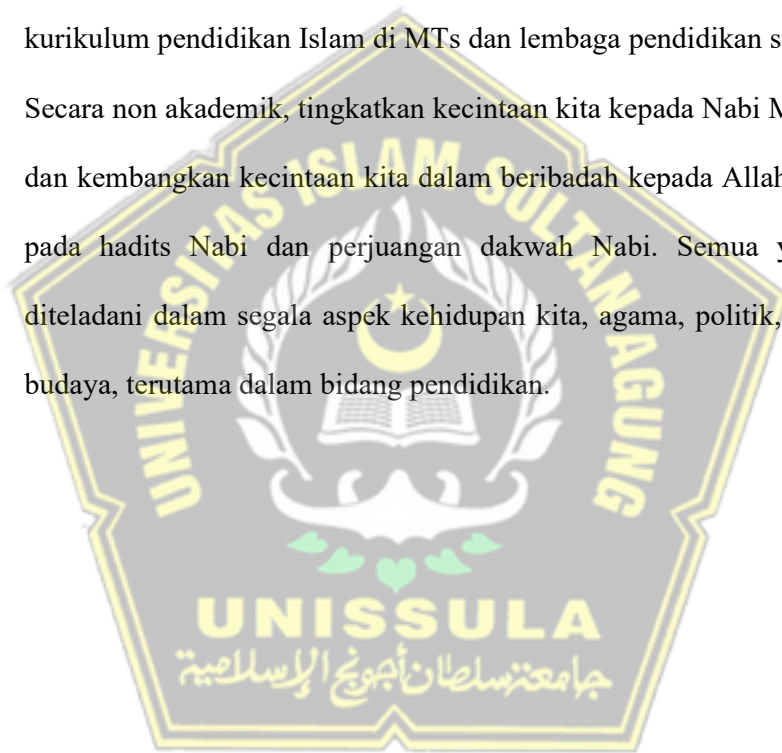 kurikulum pendidikan Islam di MTs dan lembaga pendidikan s
Secara non akademik, tingkatkan kecintaan kita kepada Nabi M
dan kembangkan kecintaan kita dalam beribadah kepada Allah
pada hadits Nabi dan perjuangan dakwah Nabi. Semua y
diteladani dalam segala aspek kehidupan kita, agama, politik,
budaya, terutama dalam bidang pendidikan.
UNIVERSITAS ISLAM SULTAN AGUNG
UNISSULA
جامعة سلطان أجونج الإسلامية